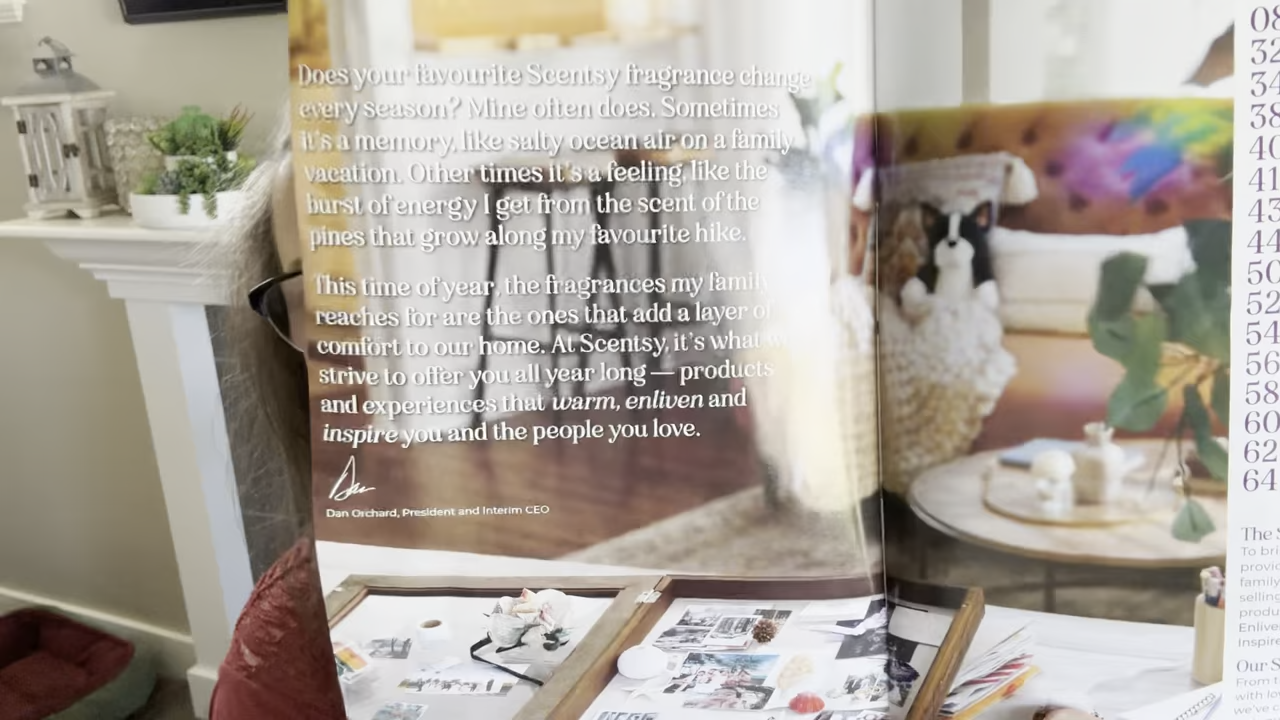 Does your favourite Scentsy fragrance change
every season? Mine often does. Sometimes
it's a memory, like salty ocean air on a family
vacation. Other times it's a feeling, like the
burst of energy I get from the scent of the
pines that grow along my favourite hike.
This time of year, the fragrances my family
reaches for are the ones that add a layer of
comfort to our home. At Scentsy, it's what we
strive to offer you all year long — products
and experiences that warm, enliven and
inspire you and the people you love.
Dan Orchard, President and Interim CEO
08
32
34
38
40
41
43
44
50
52
54
56
58
60
62
64
The
To
family
selling
Our
From
with